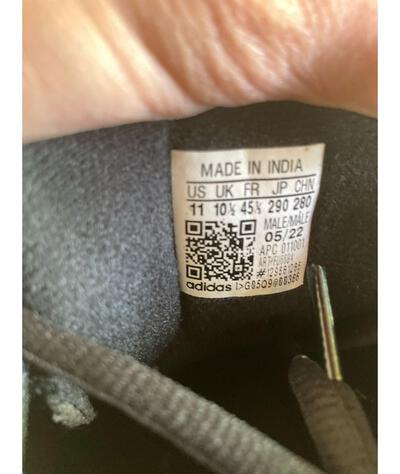 MADE IN INDIA
US UK FR JP CHN
11 10½ 45⅓ 290 280
MALE/MÂLE
05/22
APC 011001
adidas